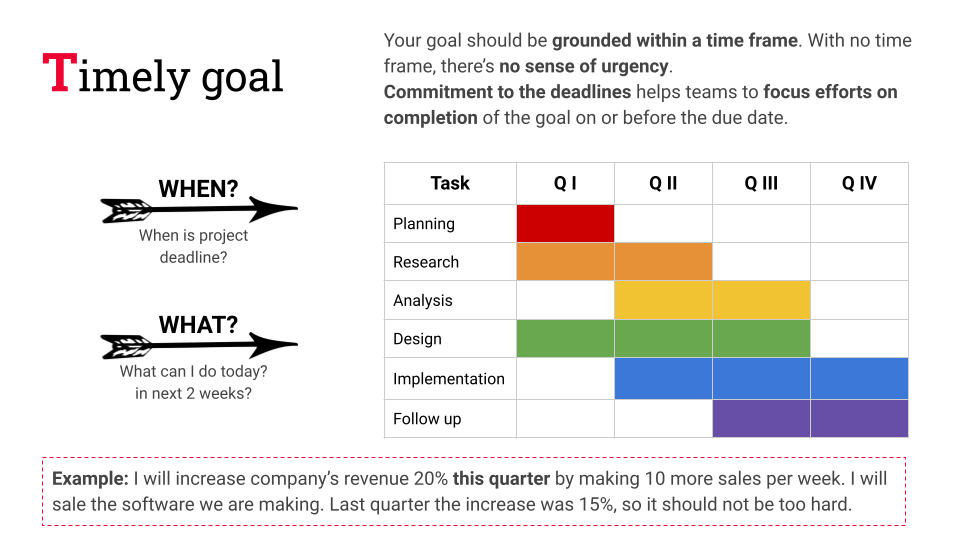 Timely goal
Your goal should be grounded within a time frame. With no time
frame, there’s no sense of urgency.
Commitment to the deadlines helps teams to focus efforts on
completion of the goal on or before the due date.
WHEN?
When is project
deadline?
WHAT?
What can I do today?
in next 2 weeks?
Task Q I Q II Q III Q IV
Planning
Research
Analysis
Design
Implementation
Follow up
Example: I will increase company’s revenue 20% this quarter by making 10 more sales per week. I will
sale the software we are making. Last quarter the increase was 15%, so it should not be too hard.